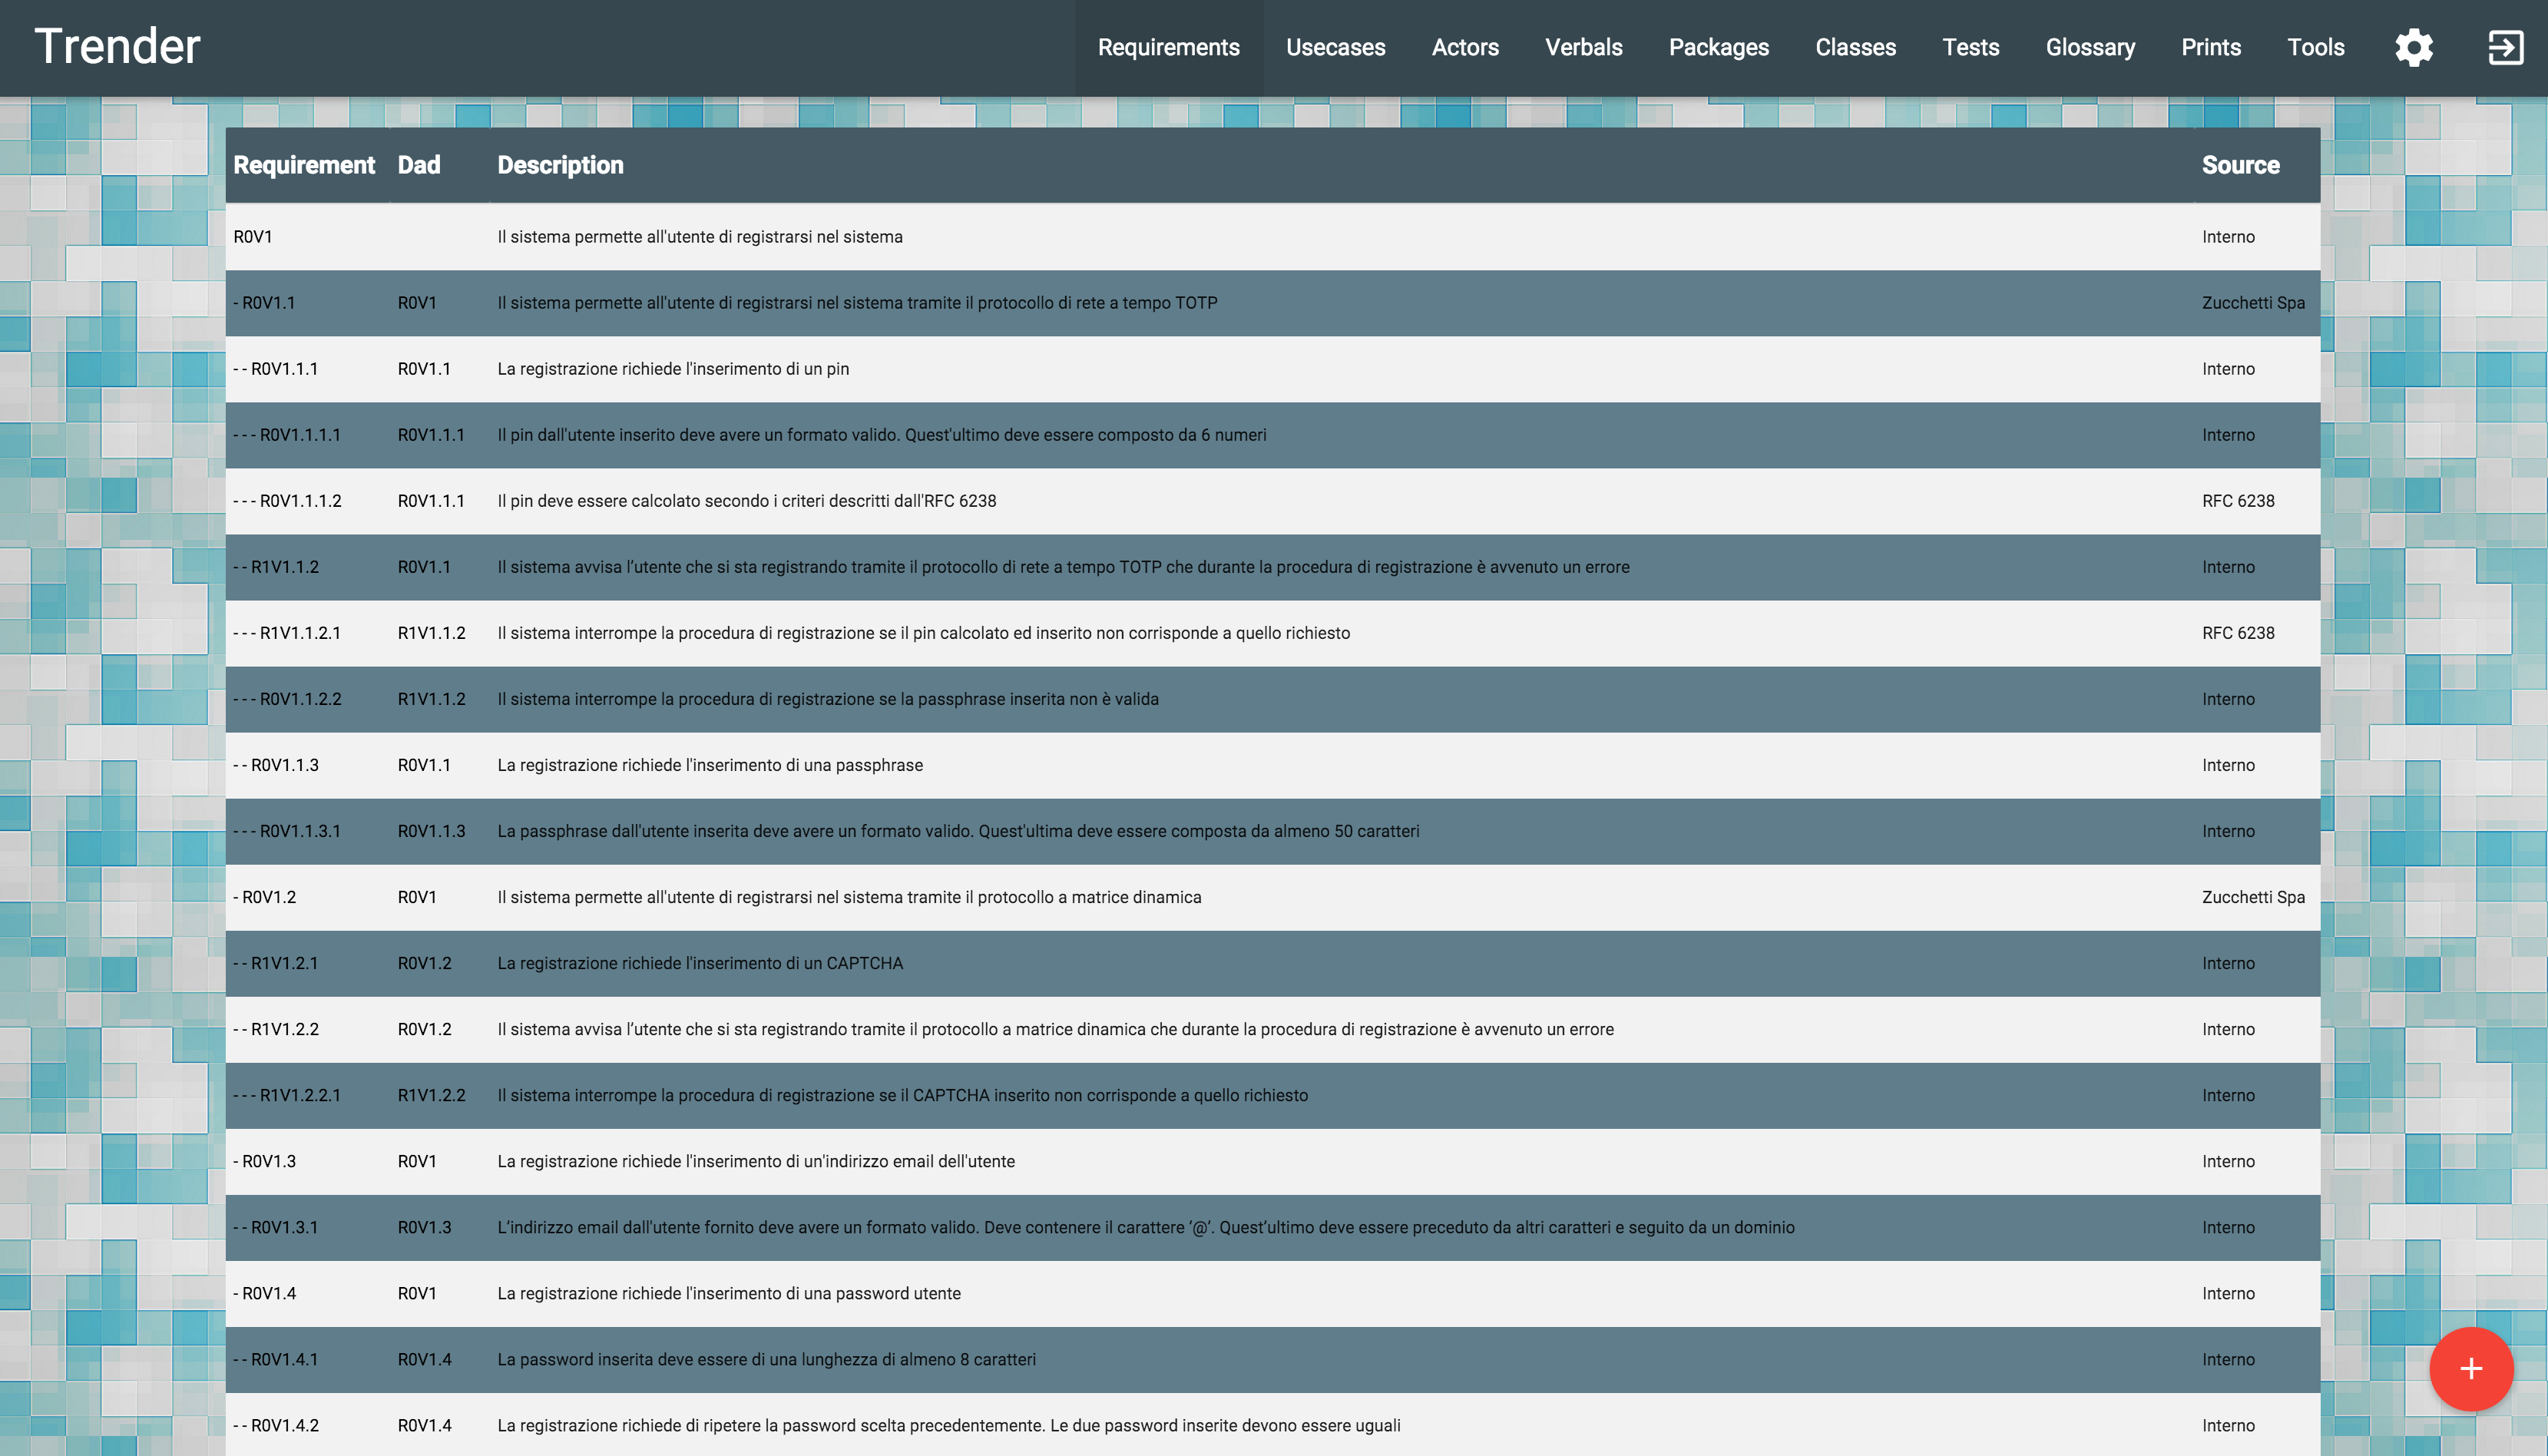 Trender Requirements Usecases Actors Verbals Packages Classes Tests Glossary Prints Tools
Requirement Dad Description Source
R0V1 Il sistema permette all'utente di registrarsi nel sistema Interno
- R0V1.1 R0V1 Il sistema permette all'utente di registrarsi nel sistema tramite il protocollo di rete a tempo TOTP Zucchetti Spa
- - R0V1.1.1 R0V1.1 La registrazione richiede l'inserimento di un pin Interno
- - - R0V1.1.1.1 R0V1.1.1 Il pin dall'utente inserito deve avere un formato valido. Quest'ultimo deve essere composto da 6 numeri Interno
- - - R0V1.1.1.2 R0V1.1.1 Il pin deve essere calcolato secondo i criteri descritti dall'RFC 6238 RFC 6238
- - R1V1.1.2 R0V1.1 Il sistema avvisa l’utente che si sta registrando tramite il protocollo di rete a tempo TOTP che durante la procedura di registrazione è avvenuto un errore Interno
- - - R1V1.1.2.1 R1V1.1.2 Il sistema interrompe la procedura di registrazione se il pin calcolato ed inserito non corrisponde a quello richiesto RFC 6238
- - - R0V1.1.2.2 R1V1.1.2 Il sistema interrompe la procedura di registrazione se la passphrase inserita non è valida Interno
- - R0V1.1.3 R0V1.1 La registrazione richiede l'inserimento di una passphrase Interno
- - - R0V1.1.3.1 R0V1.1.3 La passphrase dall'utente inserita deve avere un formato valido. Quest'ultima deve essere composta da almeno 50 caratteri Interno
- R0V1.2 R0V1 Il sistema permette all'utente di registrarsi nel sistema tramite il protocollo a matrice dinamica Zucchetti Spa
- - R1V1.2.1 R0V1.2 La registrazione richiede l'inserimento di un CAPTCHA Interno
- - R1V1.2.2 R0V1.2 Il sistema avvisa l’utente che si sta registrando tramite il protocollo a matrice dinamica che durante la procedura di registrazione è avvenuto un errore Interno
- - - R1V1.2.2.1 R1V1.2.2 Il sistema interrompe la procedura di registrazione se il CAPTCHA inserito non corrisponde a quello richiesto Interno
- R0V1.3 R0V1 La registrazione richiede l'inserimento di un'indirizzo email dell'utente Interno
- - R0V1.3.1 R0V1.3 L’indirizzo email dall'utente fornito deve avere un formato valido. Deve contenere il carattere ’@’. Quest’ultimo deve essere preceduto da altri caratteri e seguito da un dominio Interno
- R0V1.4 R0V1 La registrazione richiede l'inserimento di una password utente Interno
- - R0V1.4.1 R0V1.4 La password inserita deve essere di una lunghezza di almeno 8 caratteri Interno
- - R0V1.4.2 R0V1.4 La registrazione richiede di ripetere la password scelta precedentemente. Le due password inserite devono essere uguali Interno